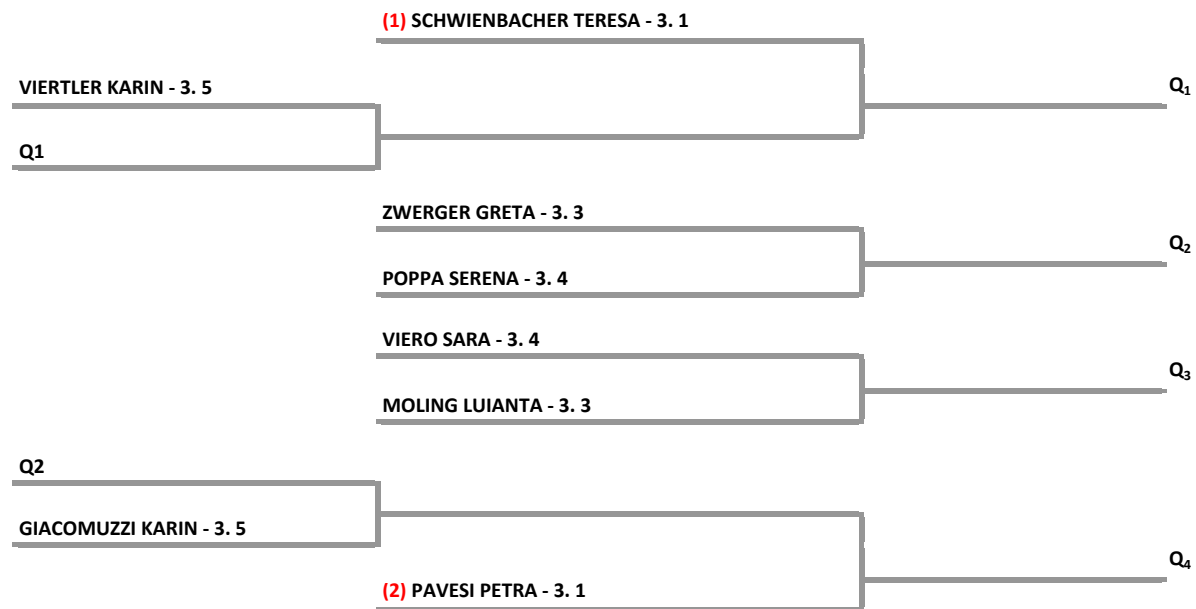 (1) SCHWIENBACHER TERESA - 3. 1
VIERTLER KARIN - 3. 5
Q₁
Q1
ZWERGER GRETA - 3. 3
Q₂
POPPA SERENA - 3. 4
VIERO SARA - 3. 4
Q₃
MOLING LUIANTA - 3. 3
Q2
GIACOMUZZI KARIN - 3. 5
Q₄
(2) PAVESI PETRA - 3. 1